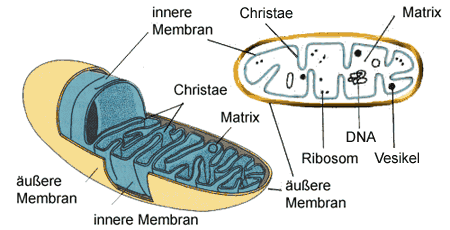 innere
Membran
Christae
Matrix
Christae
Matrix
DNA
Ribosom
Vesikel
äußere
Membran
äußere
Membran
innere Membran